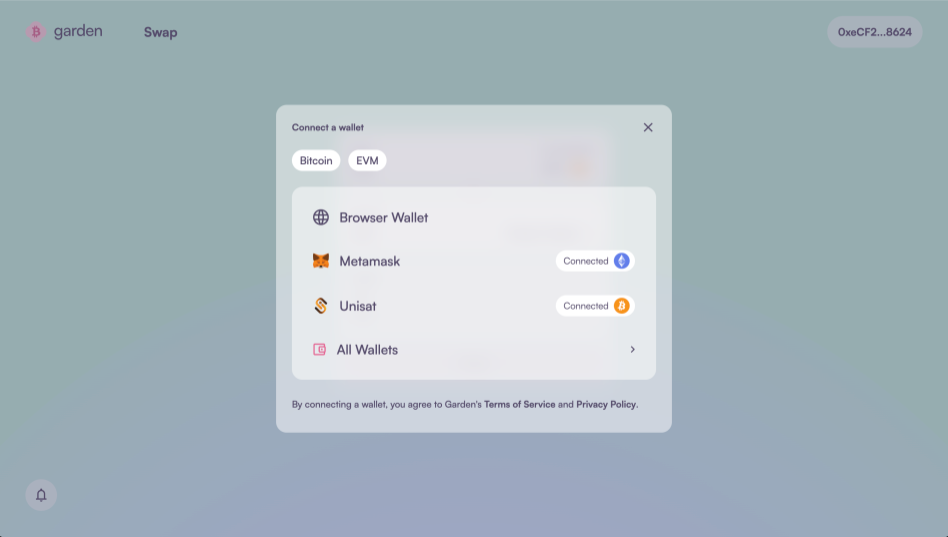 garden
Swap
0xeCF2...8624
Connect a wallet
Bitcoin
EVM
Browser Wallet
Metamask
Connected
Unisat
Connected
All Wallets
By connecting a wallet, you agree to Garden's Terms of Service and Privacy Policy.